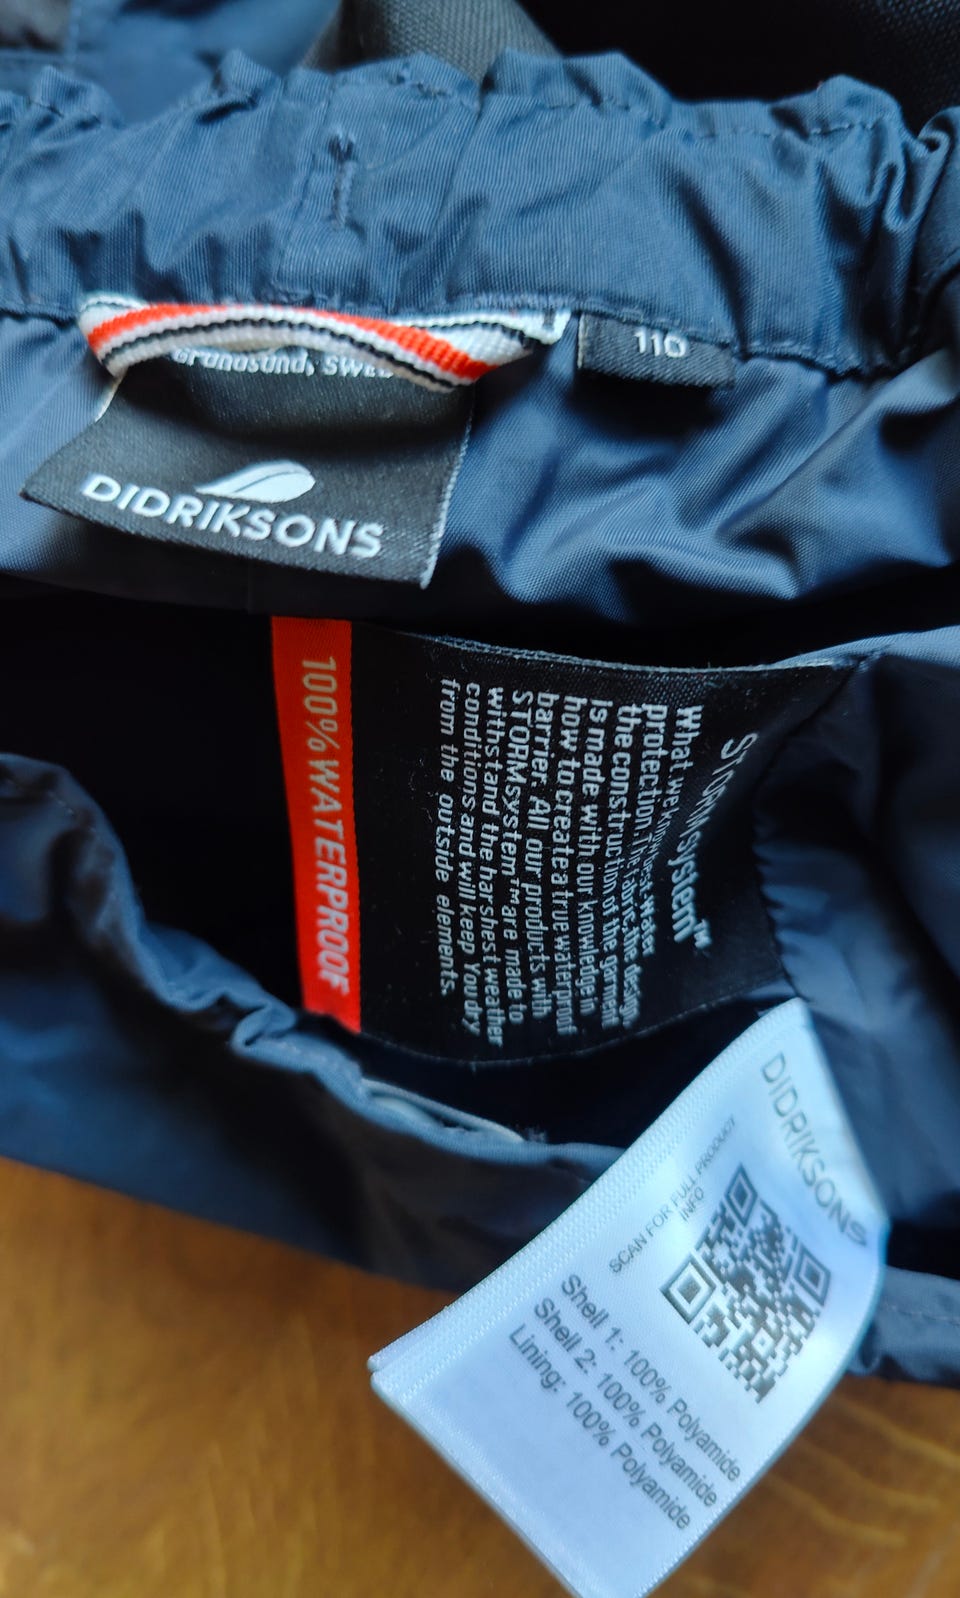 Grundsund, SWE
DIDRIKSONS
110
100% WATERPROOF
STORMsystem™
What we know best - water
protection. The fabric, the design,
the construction of the garment
is made with our knowledge in
how to create a true waterproof
barrier. All our products with
STORMsystem™ are made to
withstand the harshest weather
conditions and will keep You dry
from the outside elements.
DIDRIKSONS
SCAN FOR FULL PRODUCT
INFO
Shell 1: 100% Polyamide
Shell 2: 100% Polyamide
Lining: 100% Polyamide